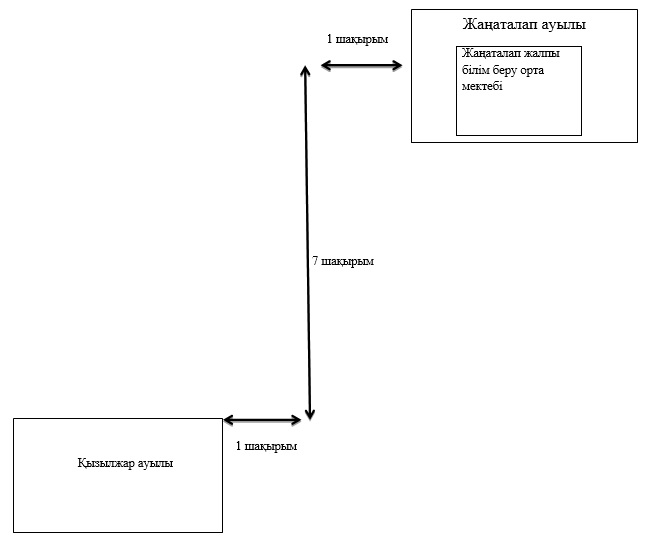 Жаңаталап ауылы
1 шақырым
Жаңаталап жалпы
білім беру орта
мектебі
7 шақырым
1 шақырым
Қызылжар ауылы